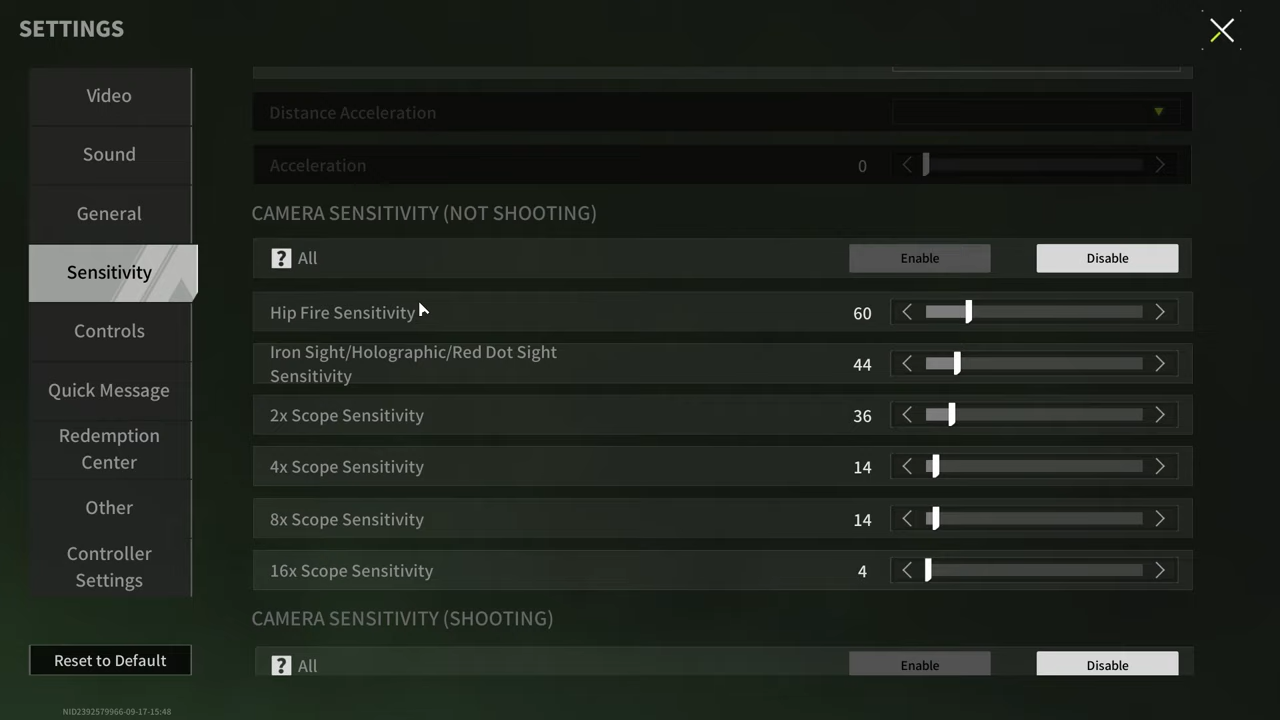 SETTINGS
Video
Sound
General
Sensitivity
Controls
Quick Message
Redemption
Center
Other
Controller
Settings
Reset to Default
NID2392579966-09-17-15:48
Distance Acceleration
Acceleration 0
CAMERA SENSITIVITY (NOT SHOOTING)
? All Enable Disable
Hip Fire Sensitivity 60
Iron Sight/Holographic/Red Dot Sight
Sensitivity 44
2x Scope Sensitivity 36
4x Scope Sensitivity 14
8x Scope Sensitivity 14
16x Scope Sensitivity 4
CAMERA SENSITIVITY (SHOOTING)
? All Enable Disable